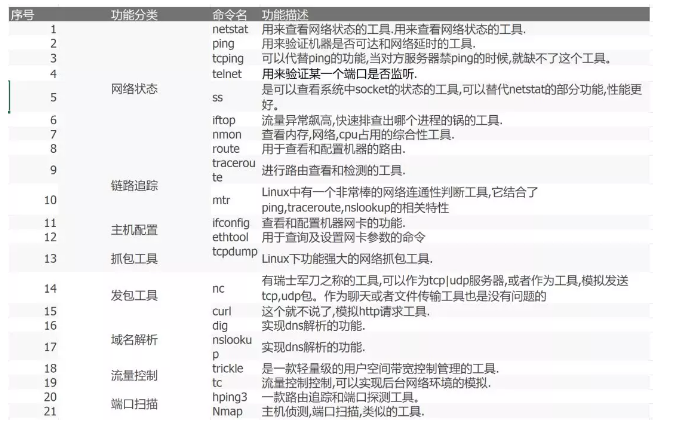 序号 功能分类 命令名 功能描述
1 netstat 用来查看网络状态的工具.用来查看网络状态的工具.
2 ping 用来验证机器是否可达和网络延时的工具.
3 tcping 可以代替ping的功能,当对方服务器禁ping的时候,就缺不了这个工具。
4 telnet 用来验证某一个端口是否监听.
网络状态
5 ss 是可以查看系统中socket的状态的工具,可以替代netstat的部分功能,性能更
好。
6 iftop 流量异常飙高,快速排查出哪个进程的锅的工具.
7 nmon 查看内存,网络,cpu占用的综合性工具.
8 route 用于查看和配置机器的路由.
9 tracerou
te 进行路由查看和检测的工具.
链路追踪
10 mtr Linux中有一个非常棒的网络连通性判断工具,它结合了
ping,traceroute,nslookup的相关特性
11 ifconfig 查看和配置机器网卡的功能.
主机配置
12 ethtool 用于查询及设置网卡参数的命令
13 抓包工具 tcpdump Linux下功能强大的网络抓包工具.
14 发包工具 nc 有瑞士军刀之称的工具,可以作为tcp|udp服务器,或者作为工具,模拟发送
tcp,udp包。作为聊天或者文件传输工具也是没有问题的
15 curl 这个就不说了,模拟http请求工具.
16 dig 实现dns解析的功能.
域名解析
17 nslooku
p 实现dns解析的功能.
18 trickle 是一款轻量级的用户空间带宽控制管理的工具.
流量控制
19 tc 流量控制控制,可以实现后台网络环境的模拟.
20 hping3 一款路由追踪和端口探测工具。
端口扫描
21 Nmap 主机侦测,端口扫描,类似的工具.